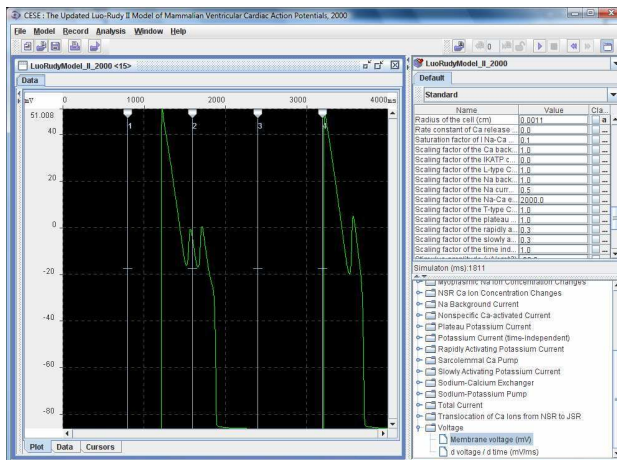 CESE : The Updated Luo-Rudy II Model of Mammalian Ventricular Cardiac Action Potentials, 2000
File Model Record Analysis Window Help
LuoRudyModel_II_2000 <15>
Data
mV 0 1000 2000 3000 4000ms
51.008
40
20
0
-20
-40
-60
-80
1 2 3 4
Plot Data Cursors
LuoRudyModel_II_2000
Default
Standard
Name Value Cla...
Radius of the cell (cm) 0.0011 a
Rate constant of Ca release ... 0.0 ...
Saturation factor of I Na-Ca ... 0.1 ...
Scaling factor of the Ca back... 1.0 ...
Scaling factor of the IKATP c... 0.0 ...
Scaling factor of the L-type C... 1.0 ...
Scaling factor of the Na back... 1.0 ...
Scaling factor of the Na curr... 0.5 ...
Scaling factor of the Na-Ca e... 2000.0 ...
Scaling factor of the T-type C... 1.0 ...
Scaling factor of the plateau ... 1.0 ...
Scaling factor of the rapidly a... 0.3 ...
Scaling factor of the slowly a... 0.3 ...
Scaling factor of the time ind... 1.0 ...
Simulaton (ms):1811
Myoplasmic Na Ion Concentration Changes
NSR Ca Ion Concentration Changes
Na Background Current
Nonspecific Ca-activated Current
Plateau Potassium Current
Potassium Current (time-independent)
Rapidly Activating Potassium Current
Sarcolemmal Ca Pump
Slowly Activating Potassium Current
Sodium-Calcium Exchanger
Sodium-Potassium Pump
Total Current
Translocation of Ca Ions from NSR to JSR
Voltage
Membrane voltage (mV)
d voltage / d time (mV/ms)